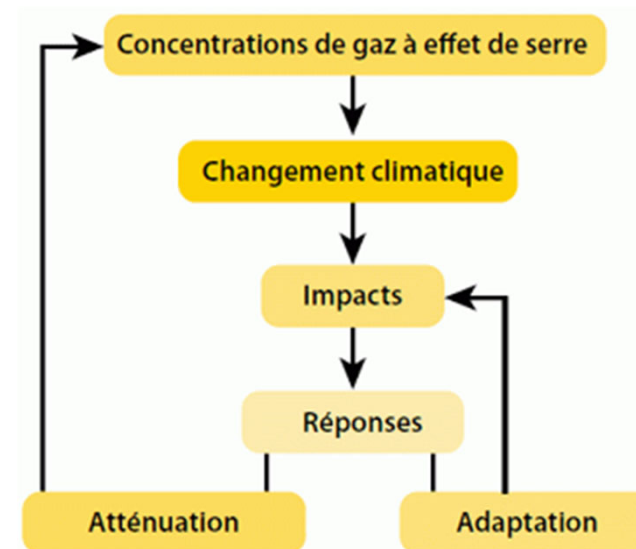 Concentrations de gaz à effet de serre
Changement climatique
Impacts
Réponses
Atténuation
Adaptation